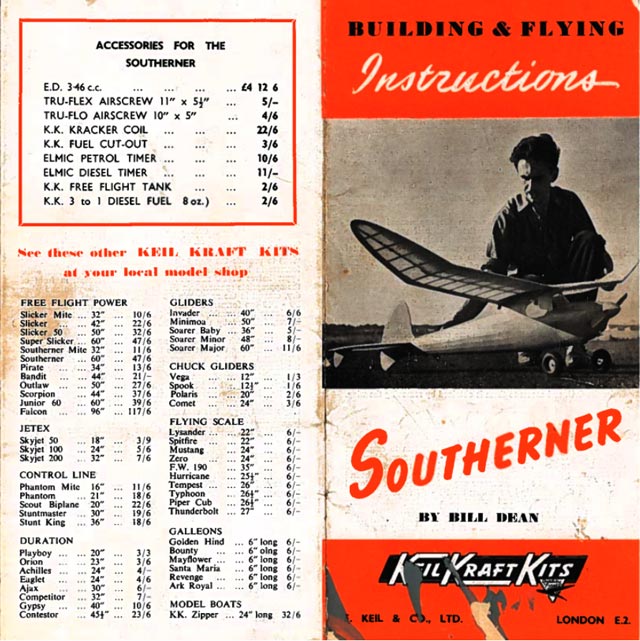 ACCESSORIES FOR THE
SOUTHERNER
E.D. 3·46 c.c. ... ... ... ... £4 12 6
TRU-FLEX AIRSCREW 11" x 5½" ... 5/-
TRU-FLO AIRSCREW 10" x 5" ... 4/6
K.K. KRACKER COIL ... ... ... 22/6
K.K. FUEL CUT-OUT ... ... ... 3/6
ELMIC PETROL TIMER ... ... ... 10/6
ELMIC DIESEL TIMER ... ... ... 11/-
K.K. FREE FLIGHT TANK ... ... 2/6
K.K. 3 to 1 DIESEL FUEL 8 oz.) ... 2/6
See these other KEIL KRAFT KITS
at your local model shop
FREE FLIGHT POWER
Slicker Mite ... 32" ... 10/6
Slicker ... ... 42" ... 22/6
Slicker 50 ... 50" ... 32/6
Super Slicker ... 60" ... 47/6
Southerner Mite 32" ... 11/6
Southerner ... 60" ... 47/6
Pirate ... 34" ... 13/6
Bandit ... ... 44" ... 21/-
Outlaw ... ... 50" ... 27/6
Scorpion ... 44" ... 37/6
Junior 60 ... 60" ... 39/6
Falcon ... ... 96" ... 117/6
JETEX
Skyjet 50 ... 18" ... 3/9
Skyjet 100 ... 24" ... 5/6
Skyjet 200 ... 32" ... 7/6
CONTROL LINE
Phantom Mite 16" ... 11/6
Phantom ... 21" ... 18/6
Scout Biplane 20" ... 22/6
Stuntmaster ... 30" ... 19/6
Stunt King ... 36" ... 18/6
DURATION
Playboy ... ... 20" ... 3/3
Orion ... ... 23" ... 3/6
Achilles ... ... 24" ... 4/-
Eaglet ... ... 24" ... 4/6
Ajax ... ... 30" ... 6/-
Competitor ... 32" ... 7/-
Gypsy ... ... 40" ... 10/6
Contestor ... 45½" ... 23/6
GLIDERS
Invader ... ... 40" ... 6/6
Minimoa ... 50" ... 7/-
Soarer Baby ... 36" ... 5/-
Soarer Minor ... 48" ... 8/-
Soarer Major ... 60" ... 11/6
CHUCK GLIDERS
Vega ... ... 12" ... 1/3
Spook ... ... 12½" ... 1/6
Polaris ... ... 20" ... 2/6
Comet ... ... 24" ... 3/6
FLYING SCALE
Lysander ... ... 22" ... 6/-
Spitfire ... ... 22" ... 6/-
Mustang ... ... 24" ... 6/-
Zero ... ... 24" ... 6/-
F.W. 190 ... 35" ... 6/-
Hurricane ... 25½" ... 6/-
Tempest ... ... 26" ... 6/-
Typhoon ... 26¼" ... 6/-
Piper Cub ... 26½" ... 6/-
Thunderbolt ... 27" ... 6/-
GALLEONS
Golden Hind ... 6" long 6/-
Bounty ... 6" olng 6/-
Mayflower ... ... 6" long 6/-
Santa Maria ... 6" long 6/-
Revenge ... 6" long 6/-
Ark Royal ... ... 6" long 6/-
MODEL BOATS
KK. Zipper ... 24" long 32/6
BUILDING & FLYING
Instructions
SOUTHERNER
BY BILL DEAN
KEIL KRAFT KITS
E. KEIL & CO., LTD. LONDON E.2.